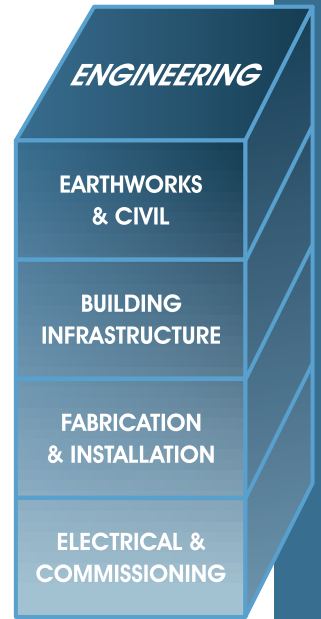 ENGINEERING
EARTHWORKS
& CIVIL
BUILDING
INFRASTRUCTURE
FABRICATION
& INSTALLATION
ELECTRICAL &
COMMISSIONING